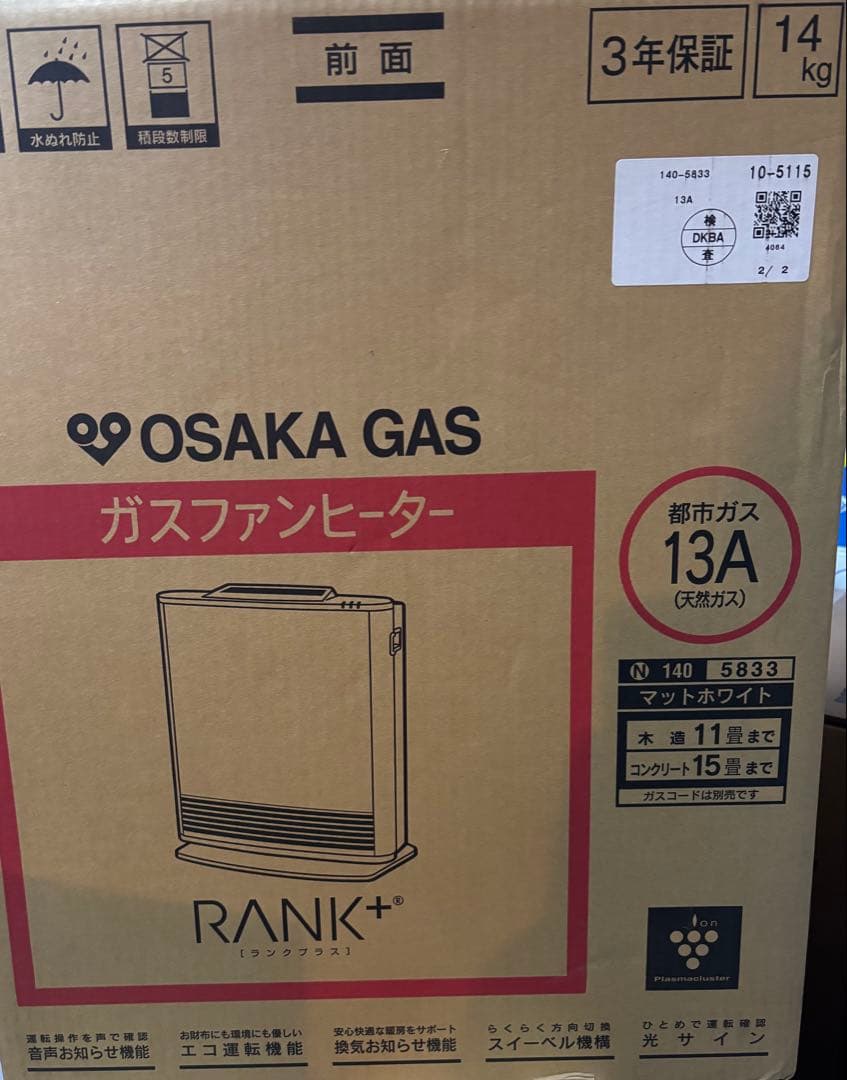 水ぬれ防止
5
積段数制限
前面
3年保証
14
kg
140-5833
10-5115
13A
検
DKBA
査
4064
2/ 2
OSAKA GAS
ガスファンヒーター
都市ガス
13A
(天然ガス)
N 140 5833
マットホワイト
木造11畳まで
コンクリート15畳まで
ガスコードは別売です
RANK+®
[ランクプラス]
ion
Plasmacluster
運転操作を声で確認
音声お知らせ機能
お財布にも環境にも優しい
エコ運転機能
安心快適な暖房をサポート
換気お知らせ機能
らくらく方向切換
スイーベル機構
ひとめで運転確認
光サイン